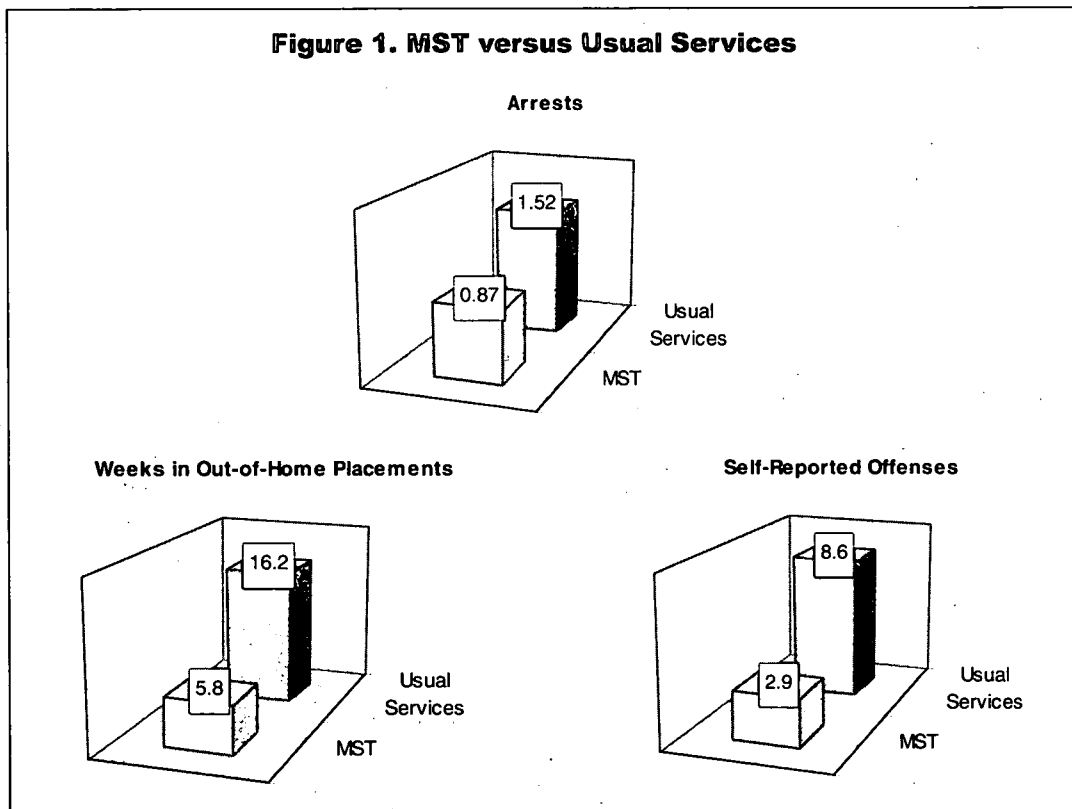 Figure 1. MST versus Usual Services
Arrests
1.52
0.87
Usual
Services
MST
Weeks in Out-of-Home Placements
16.2
5.8
Usual
Services
MST
Self-Reported Offenses
8.6
2.9
Usual
Services
MST